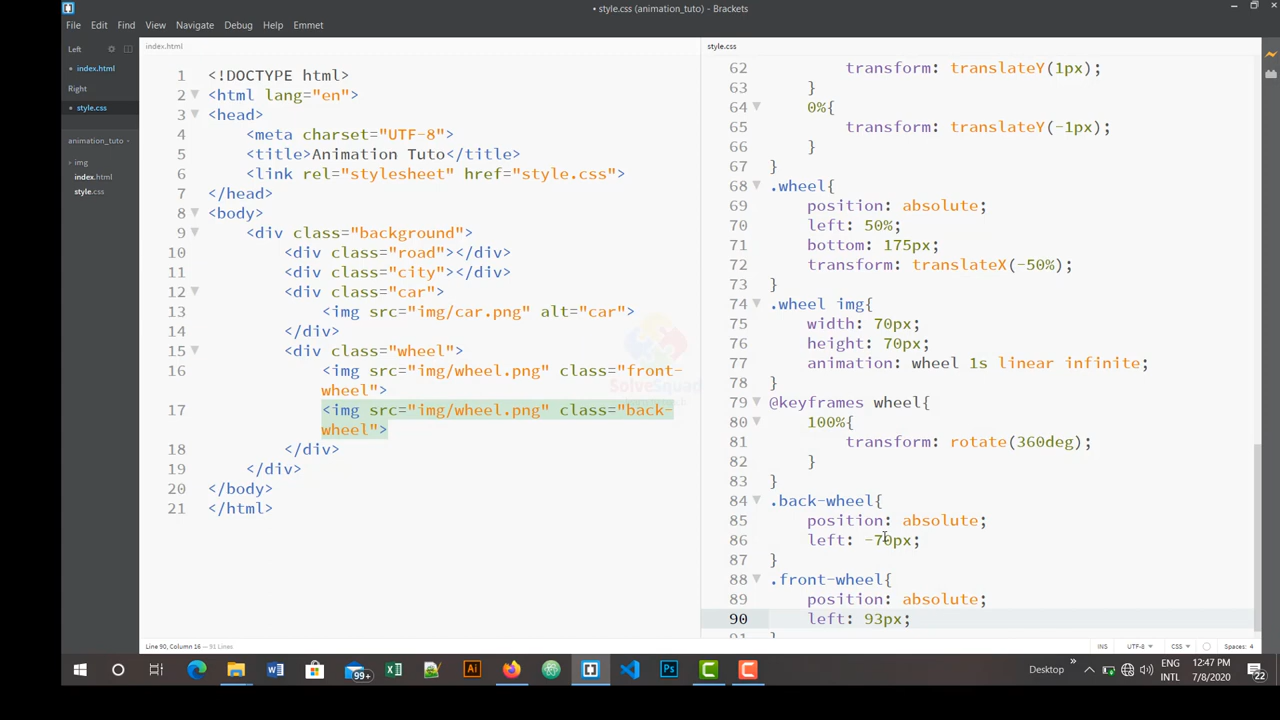 • style.css (animation_tuto) - Brackets
File Edit Find View Navigate Debug Help Emmet
Left
• index.html
Right
• style.css
animation_tuto
img
index.html
style.css
index.html
1 <!DOCTYPE html>
2 <html lang="en">
3 <head>
4 <meta charset="UTF-8">
5 <title>Animation Tuto</title>
6 <link rel="stylesheet" href="style.css">
7 </head>
8 <body>
9 <div class="background">
10 <div class="road"></div>
11 <div class="city"></div>
12 <div class="car">
13 <img src="img/car.png" alt="car">
14 </div>
15 <div class="wheel">
16 <img src="img/wheel.png" class="front-
wheel">
17 <img src="img/wheel.png" class="back-
wheel">
18 </div>
19 </div>
20 </body>
21 </html>
SolveSquad
style.css
62 transform: translateY(1px);
63 }
64 0%{
65 transform: translateY(-1px);
66 }
67 }
68 .wheel{
69 position: absolute;
70 left: 50%;
71 bottom: 175px;
72 transform: translateX(-50%);
73 }
74 .wheel img{
75 width: 70px;
76 height: 70px;
77 animation: wheel 1s linear infinite;
78 }
79 @keyframes wheel{
80 100%{
81 transform: rotate(360deg);
82 }
83 }
84 .back-wheel{
85 position: absolute;
86 left: -70px;
87 }
88 .front-wheel{
89 position: absolute;
90 left: 93px;
91 }
Line 90, Column 16 — 91 Lines
INS UTF-8 CSS Spaces: 4
99+
Desktop
ENG
INTL
12:47 PM
7/8/2020
22